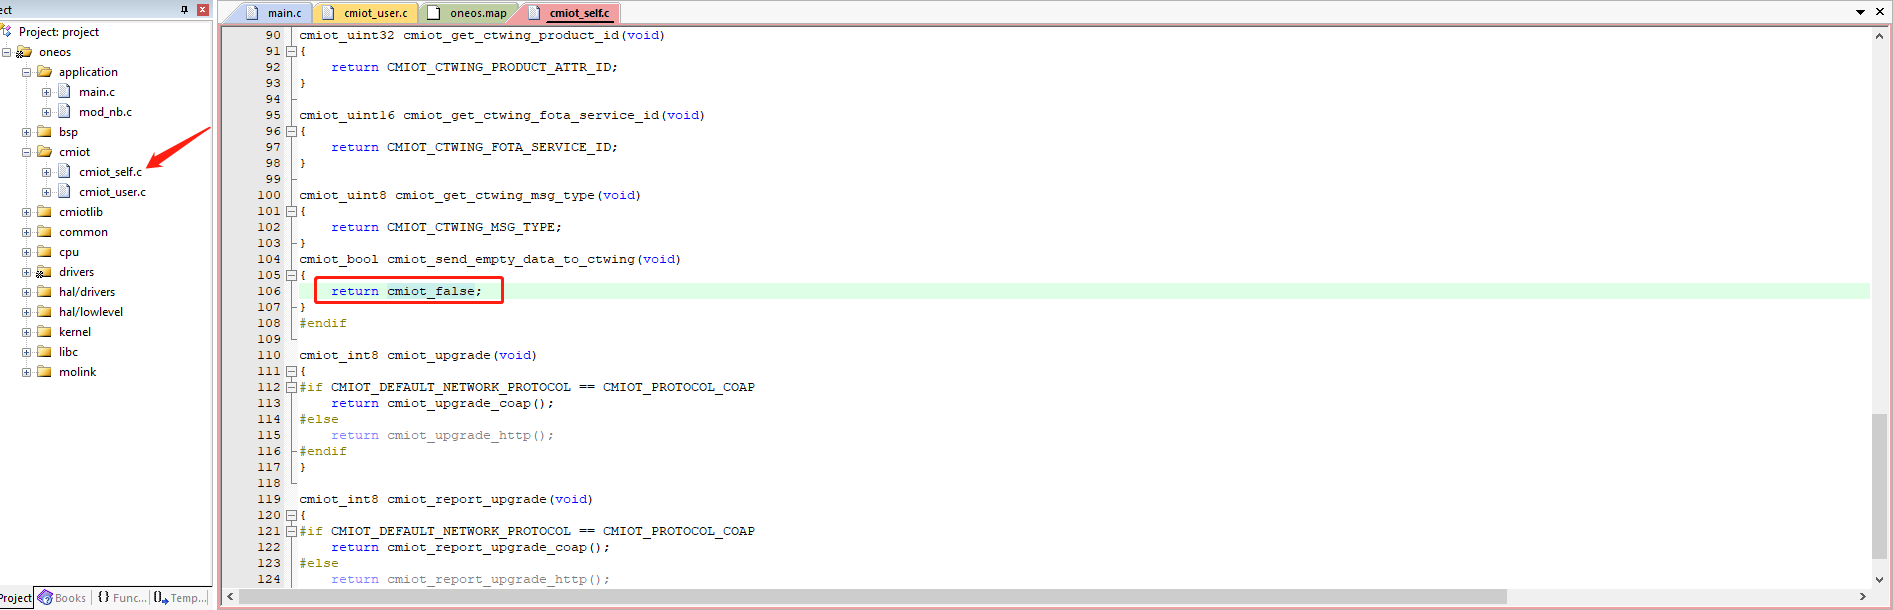 ect
Project: project
oneos
application
main.c
mod_nb.c
bsp
cmiot
cmiot_self.c
cmiot_user.c
cmiotlib
common
cpu
drivers
hal/drivers
hal/lowlevel
kernel
libc
molink
Project
Books
{} Func...
Temp...
main.c
cmiot_user.c
oneos.map
cmiot_self.c
90 cmiot_uint32 cmiot_get_ctwing_product_id(void)
91 {
92 return CMIOT_CTWING_PRODUCT_ATTR_ID;
93 }
94
95 cmiot_uint16 cmiot_get_ctwing_fota_service_id(void)
96 {
97 return CMIOT_CTWING_FOTA_SERVICE_ID;
98 }
99
100 cmiot_uint8 cmiot_get_ctwing_msg_type(void)
101 {
102 return CMIOT_CTWING_MSG_TYPE;
103 }
104 cmiot_bool cmiot_send_empty_data_to_ctwing(void)
105 {
106 return cmiot_false;
107 }
108 #endif
109
110 cmiot_int8 cmiot_upgrade(void)
111 {
112 #if CMIOT_DEFAULT_NETWORK_PROTOCOL == CMIOT_PROTOCOL_COAP
113 return cmiot_upgrade_coap();
114 #else
115 return cmiot_upgrade_http();
116 #endif
117 }
118
119 cmiot_int8 cmiot_report_upgrade(void)
120 {
121 #if CMIOT_DEFAULT_NETWORK_PROTOCOL == CMIOT_PROTOCOL_COAP
122 return cmiot_report_upgrade_coap();
123 #else
124 return cmiot_report_upgrade_http();